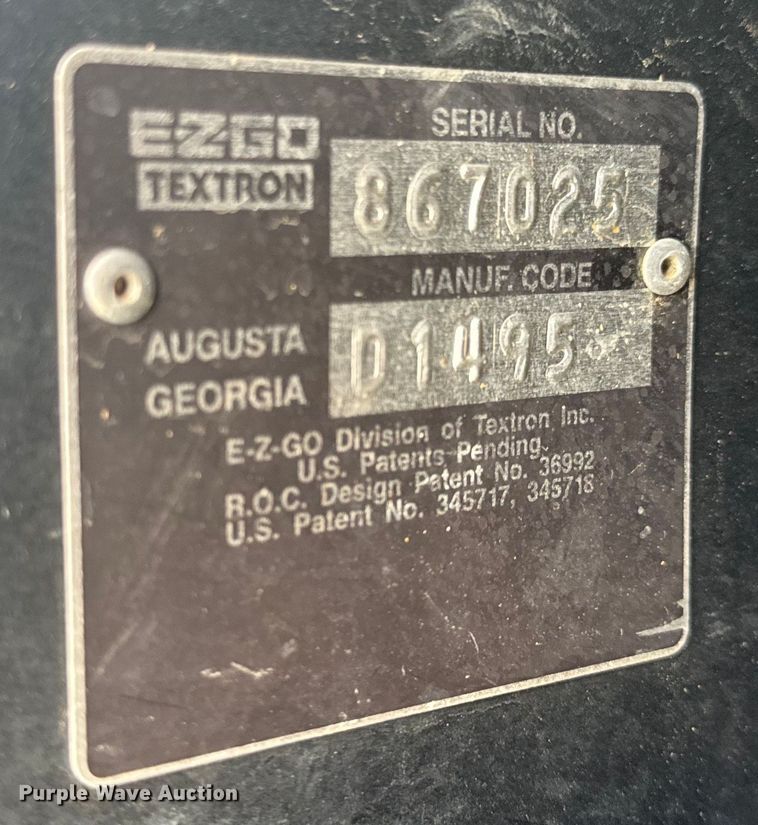 E-Z-GO
TEXTRON
SERIAL NO.
867025
MANUF. CODE
D1495
AUGUSTA
GEORGIA
E-Z-GO Division of Textron Inc.
U.S. Patents Pending.
R.O.C. Design Patent No. 36992
U.S. Patent No. 345717, 345718
Purple Wave Auction